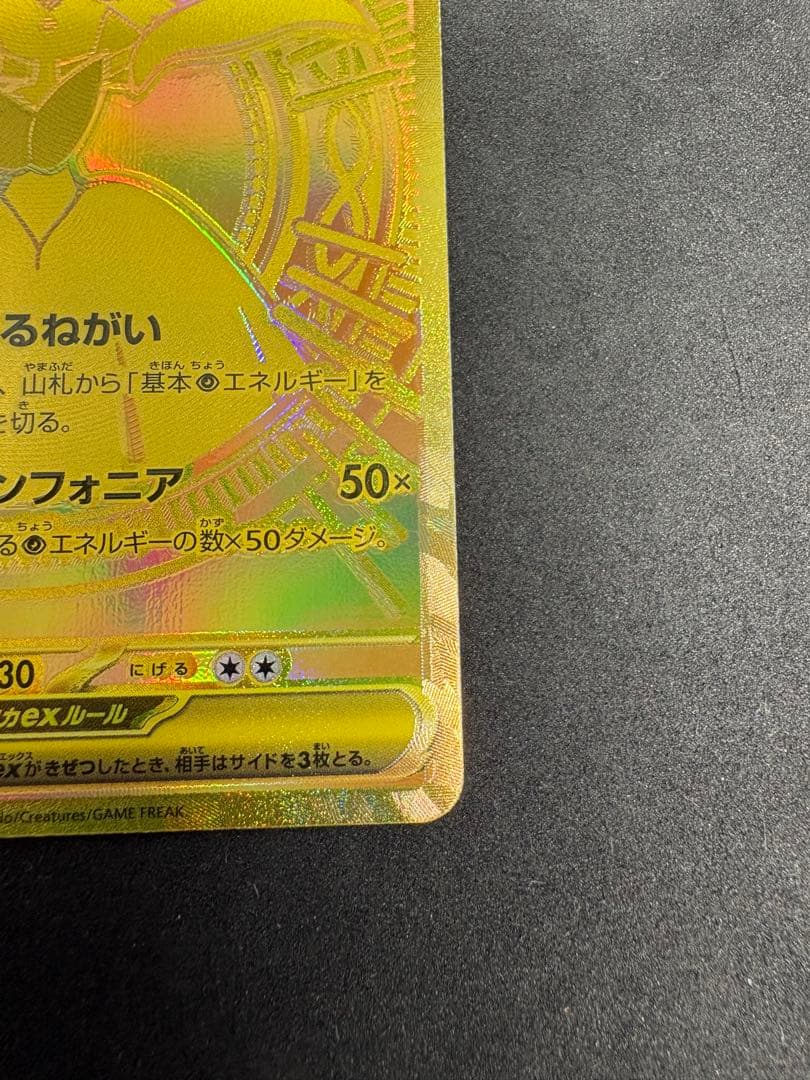 るねがい
やまふだ きほん ちょう
、山札から「基本超エネルギー」を
き
を切る。
ンフォニア 50×
ちょう かず
る超エネルギーの数×50ダメージ。
30 にげる
カexルール
エックス あいて まい
exがきぜつしたとき、相手はサイドを3枚とる。
do/Creatures/GAME FREAK